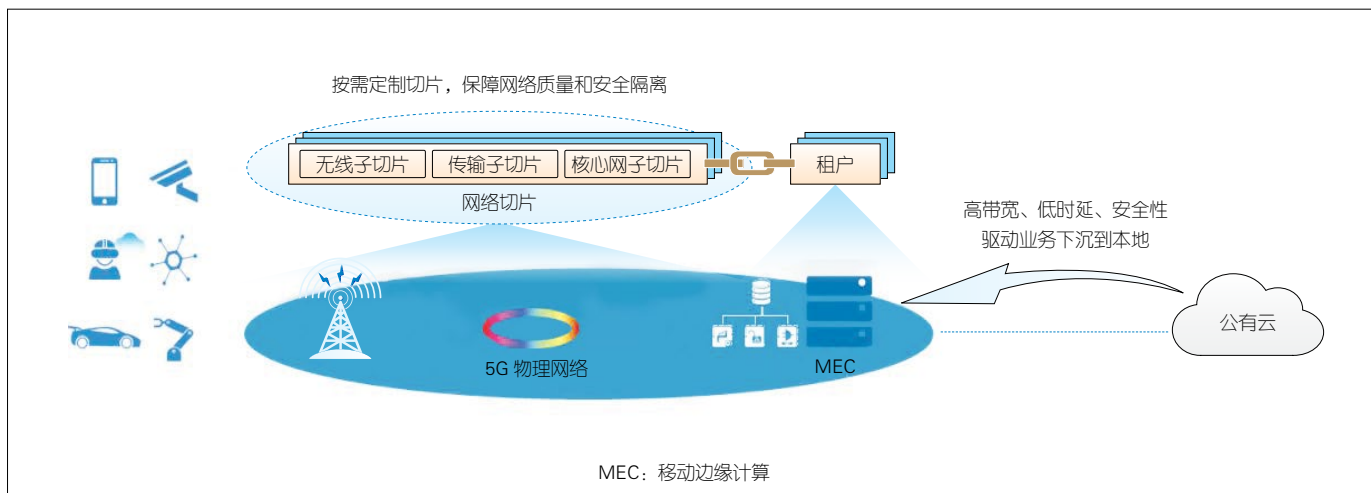 按需定制切片，保障网络质量和安全隔离
无线子切片
传输子切片
核心网子切片
租户
网络切片
高带宽、低时延、安全性
驱动业务下沉到本地
公有云
5G 物理网络
MEC
MEC：移动边缘计算